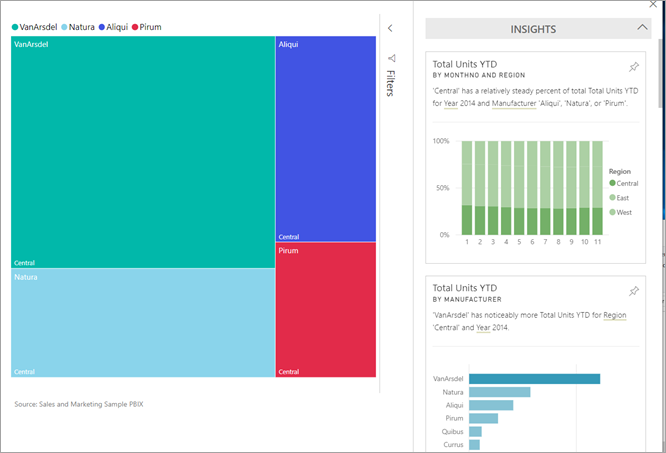 VanArsdel Natura Aliqui Pirum
VanArsdel
Central
Aliqui
Central
Natura
Central
Pirum
Central
Source: Sales and Marketing Sample PBIX
Filters
INSIGHTS
Total Units YTD
BY MONTHNO AND REGION
'Central' has a relatively steady percent of total Total Units YTD
for Year 2014 and Manufacturer 'Aliqui', 'Natura', or 'Pirum'.
100%
50%
0%
1 2 3 4 5 6 7 8 9 10 11
Region
Central
East
West
Total Units YTD
BY MANUFACTURER
'VanArsdel' has noticeably more Total Units YTD for Region
'Central' and Year 2014.
VanArsdel
Natura
Aliqui
Pirum
Quibus
Currus